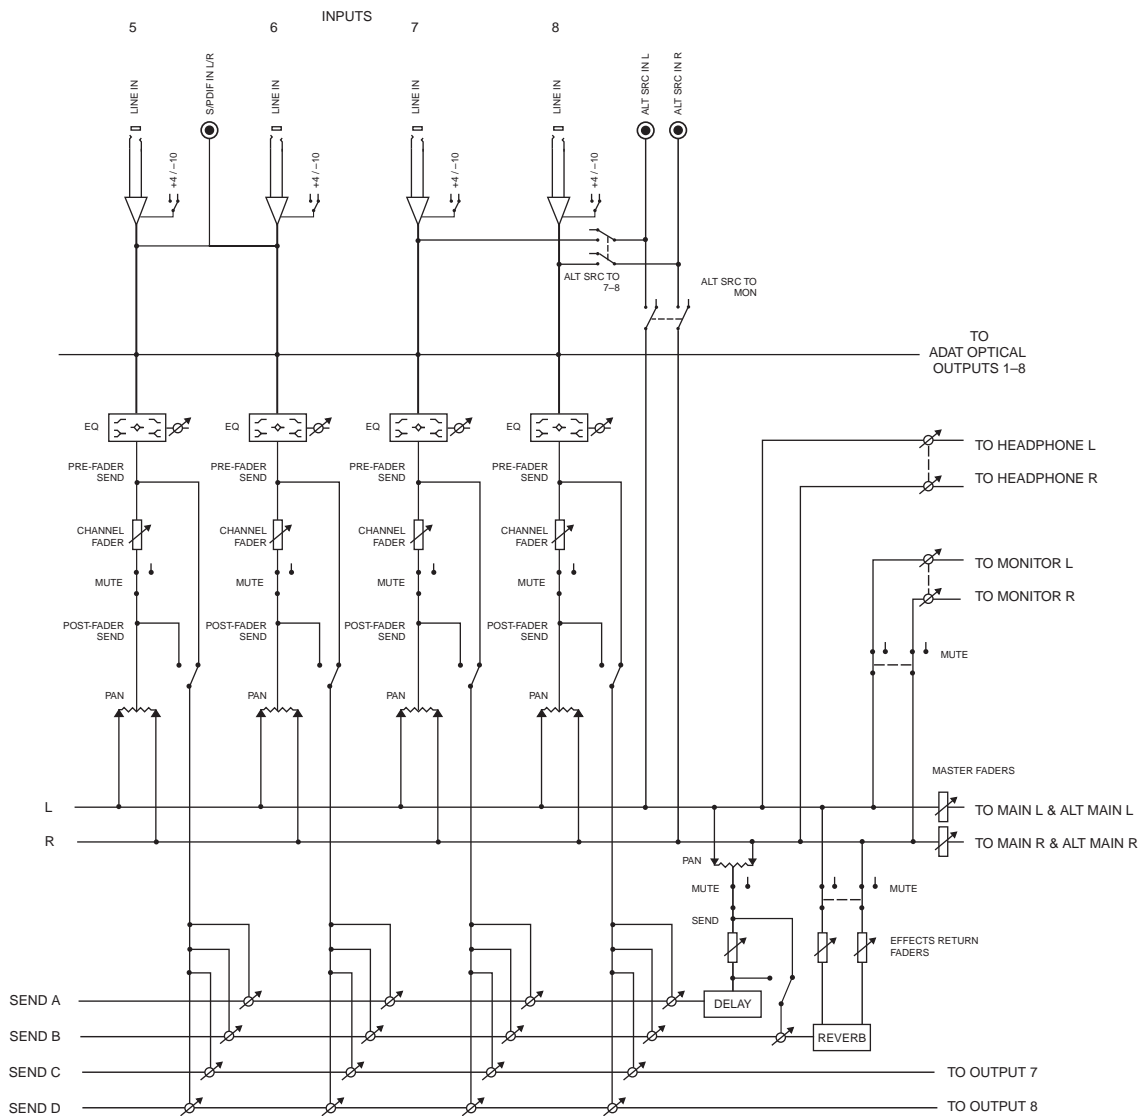 INPUTS
5
6
7
8
LINE IN
S/PDIF IN L/R
LINE IN
LINE IN
LINE IN
ALT SRC IN L
ALT SRC IN R
+4 / –10
+4 / –10
+4 / –10
+4 / –10
ALT SRC TO
7–8
ALT SRC TO
MON
TO
ADAT OPTICAL
OUTPUTS 1–8
EQ
EQ
EQ
EQ
PRE-FADER
SEND
PRE-FADER
SEND
PRE-FADER
SEND
PRE-FADER
SEND
TO HEADPHONE L
TO HEADPHONE R
CHANNEL
FADER
CHANNEL
FADER
CHANNEL
FADER
CHANNEL
FADER
MUTE
MUTE
MUTE
MUTE
TO MONITOR L
TO MONITOR R
POST-FADER
SEND
POST-FADER
SEND
POST-FADER
SEND
POST-FADER
SEND
MUTE
PAN
PAN
PAN
PAN
MASTER FADERS
L
TO MAIN L & ALT MAIN L
R
TO MAIN R & ALT MAIN R
PAN
MUTE
MUTE
SEND
EFFECTS RETURN
FADERS
SEND A
DELAY
SEND B
REVERB
SEND C
TO OUTPUT 7
SEND D
TO OUTPUT 8